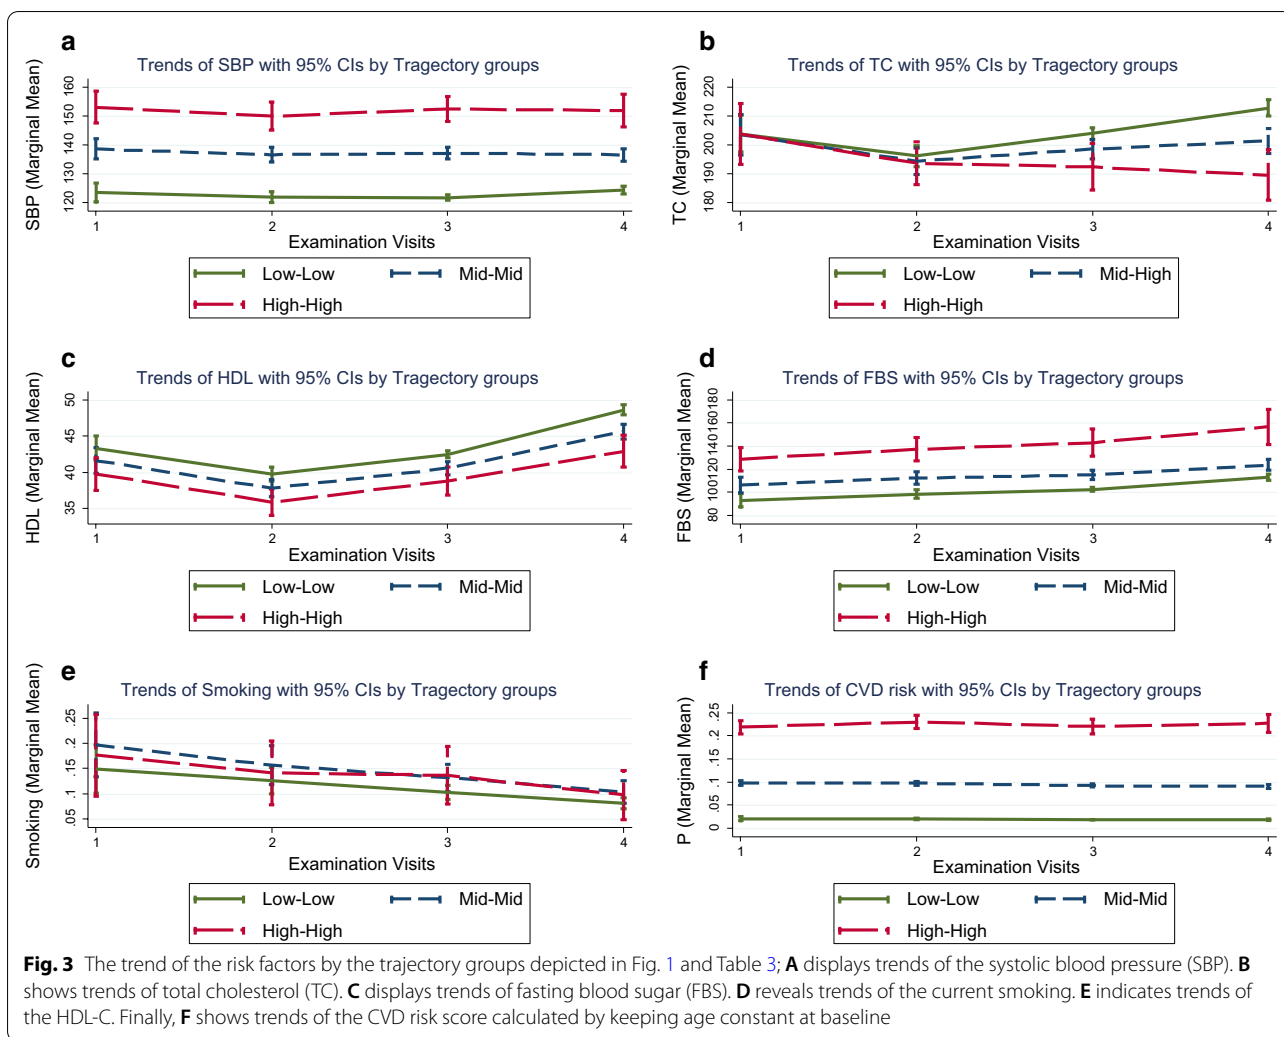 a
Trends of SBP with 95% CIs by Tragectory groups
SBP (Marginal Mean)
160
150
140
130
120
1 2 3 4
Examination Visits
Low-Low Mid-Mid
High-High
b
Trends of TC with 95% CIs by Tragectory groups
TC (Marginal Mean)
220
210
200
190
180
1 2 3 4
Examination Visits
Low-Low Mid-High
High-High
c
Trends of HDL with 95% CIs by Tragectory groups
HDL (Marginal Mean)
50
45
40
35
1 2 3 4
Examination Visits
Low-Low Mid-Mid
High-High
d
Trends of FBS with 95% CIs by Tragectory groups
FBS (Marginal Mean)
180
160
140
120
100
80
1 2 3 4
Examination Visits
Low-Low Mid-Mid
High-High
e
Trends of Smoking with 95% CIs by Tragectory groups
Smoking (Marginal Mean)
.25
.2
.15
.1
.05
1 2 3 4
Examination Visits
Low-Low Mid-Mid
High-High
f
Trends of CVD risk with 95% CIs by Tragectory groups
P (Marginal Mean)
.25
.2
.15
.1
.05
0
1 2 3 4
Examination Visits
Low-Low Mid-Mid
High-High
Fig. 3 The trend of the risk factors by the trajectory groups depicted in Fig. 1 and Table 3; A displays trends of the systolic blood pressure (SBP). B
shows trends of total cholesterol (TC). C displays trends of fasting blood sugar (FBS). D reveals trends of the current smoking. E indicates trends of
the HDL-C. Finally, F shows trends of the CVD risk score calculated by keeping age constant at baseline